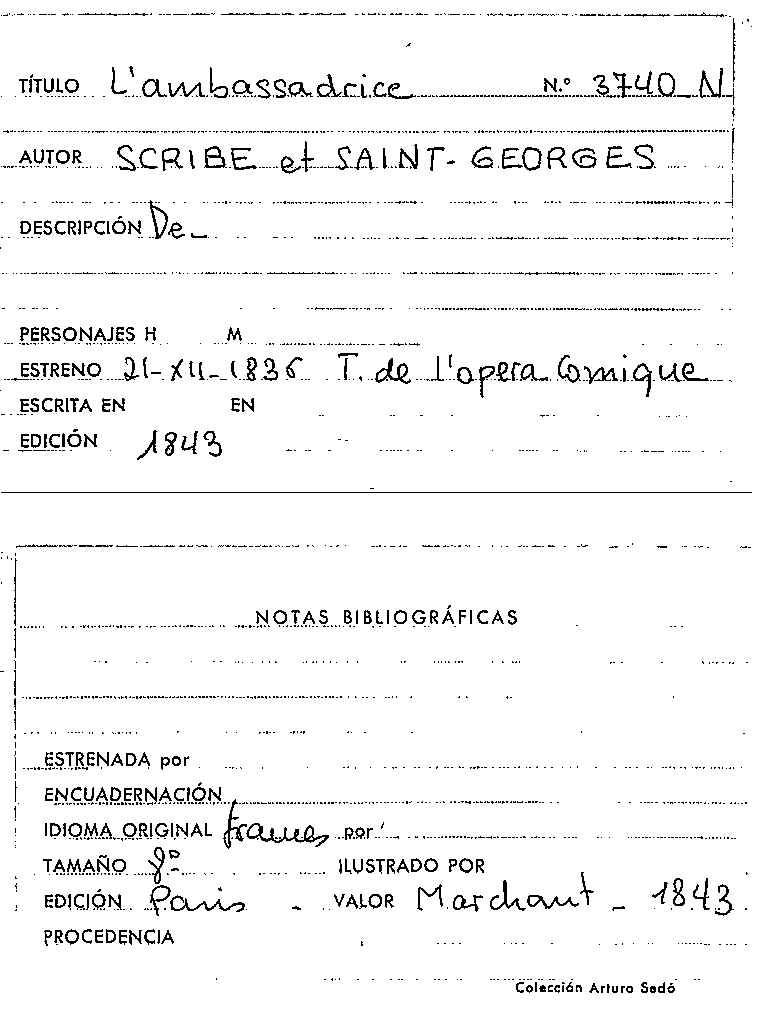 TÍTULO L'ambassadrice N.º 3740 N
AUTOR SCRIBE et SAINT-GEORGES
DESCRIPCIÓN De_
PERSONAJES H M
ESTRENO 21-XII-1836 T. de l'opera Comique
ESCRITA EN EN
EDICIÓN 1843
NOTAS BIBLIOGRÁFICAS
ESTRENADA por
ENCUADERNACIÓN
IDIOMA ORIGINAL frances por
TAMAÑO 8º ILUSTRADO POR
EDICIÓN Paris - VALOR Marchant - 1843
PROCEDENCIA
Colección Arturo Sedó